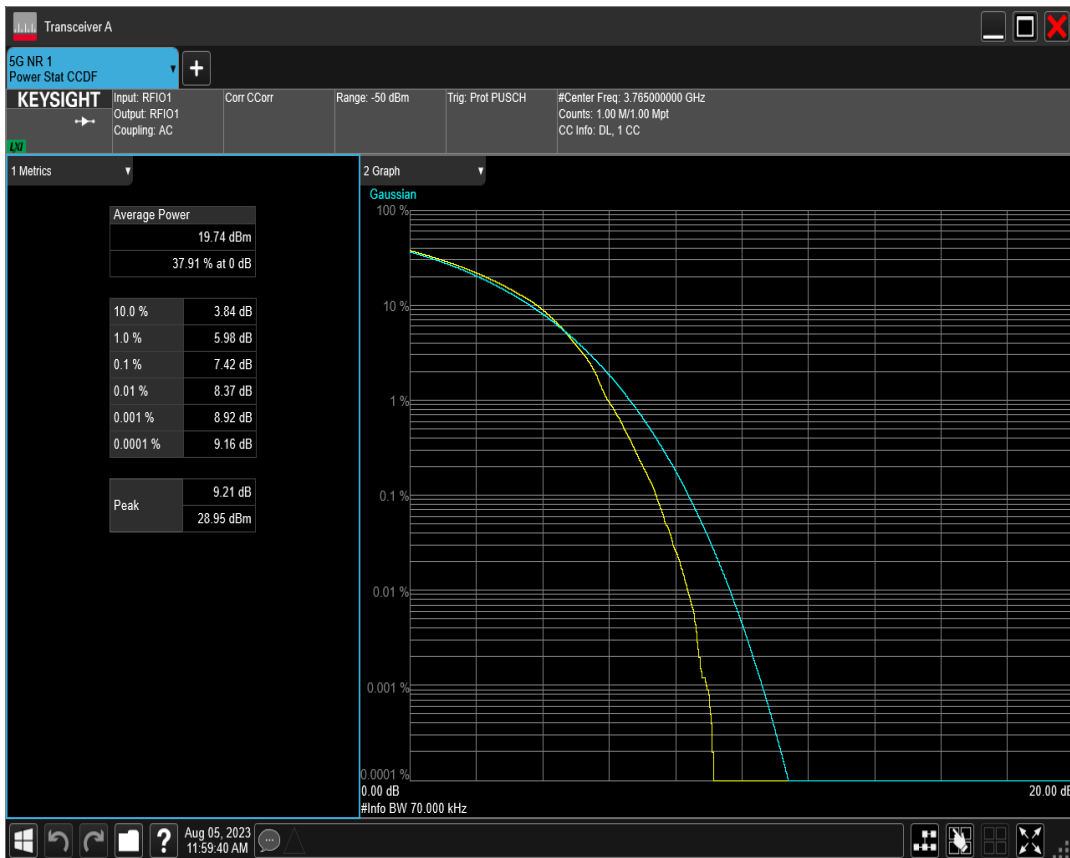 Transceiver A
5G NR 1
Power Stat CCDF
+
KEYSIGHT
LXI
Input: RFIO1
Output: RFIO1
Coupling: AC
Corr CCorr
Range: -50 dBm
Trig: Prot PUSCH
#Center Freq: 3.765000000 GHz
Counts: 1.00 M/1.00 Mpt
CC Info: DL, 1 CC
1 Metrics
Average Power
19.74 dBm
37.91 % at 0 dB
10.0 % 3.84 dB
1.0 % 5.98 dB
0.1 % 7.42 dB
0.01 % 8.37 dB
0.001 % 8.92 dB
0.0001 % 9.16 dB
Peak
9.21 dB
28.95 dBm
2 Graph
Gaussian
100 %
10 %
1 %
0.1 %
0.01 %
0.001 %
0.0001 %
0.00 dB 20.00 dB
#Info BW 70.000 kHz
?
Aug 05, 2023
11:59:40 AM